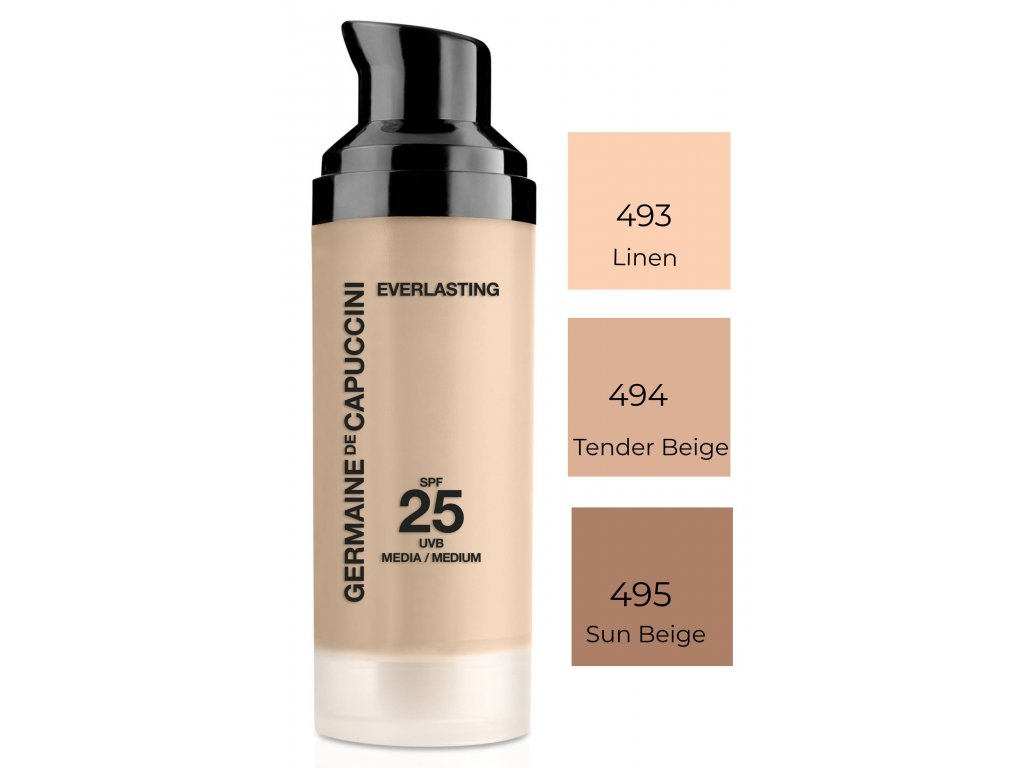 GERMAINE DE CAPUCCINI
EVERLASTING
SPF
25
UVB
MEDIA / MEDIUM
493
Linen
494
Tender Beige
495
Sun Beige